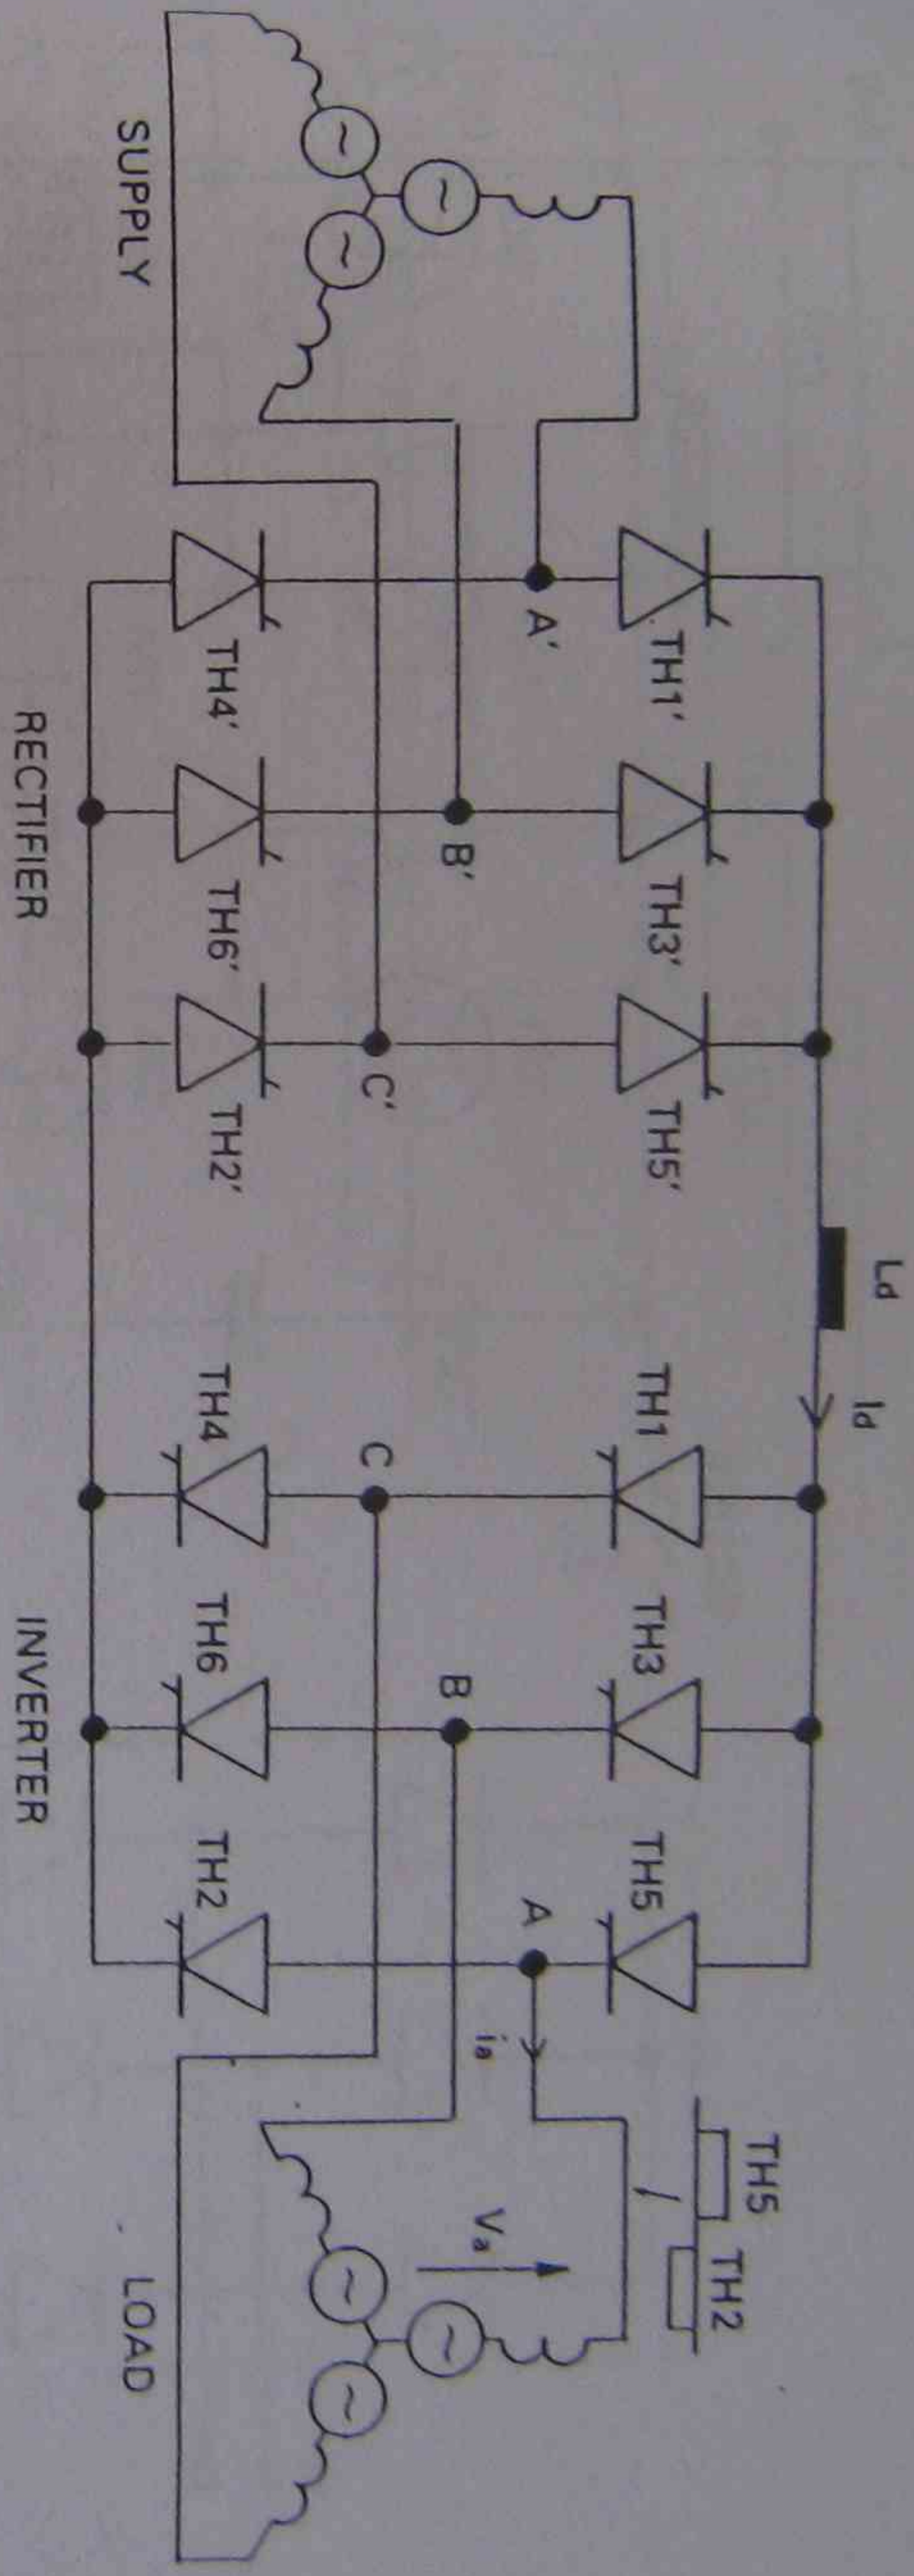 Ld
Id
TH1′ TH3′ TH5′ TH1 TH3 TH5
TH5
TH2
A′ A
ia
B′ B
Va
C′ C
TH4′ TH6′ TH2′ TH4 TH6 TH2
SUPPLY LOAD
RECTIFIER INVERTER